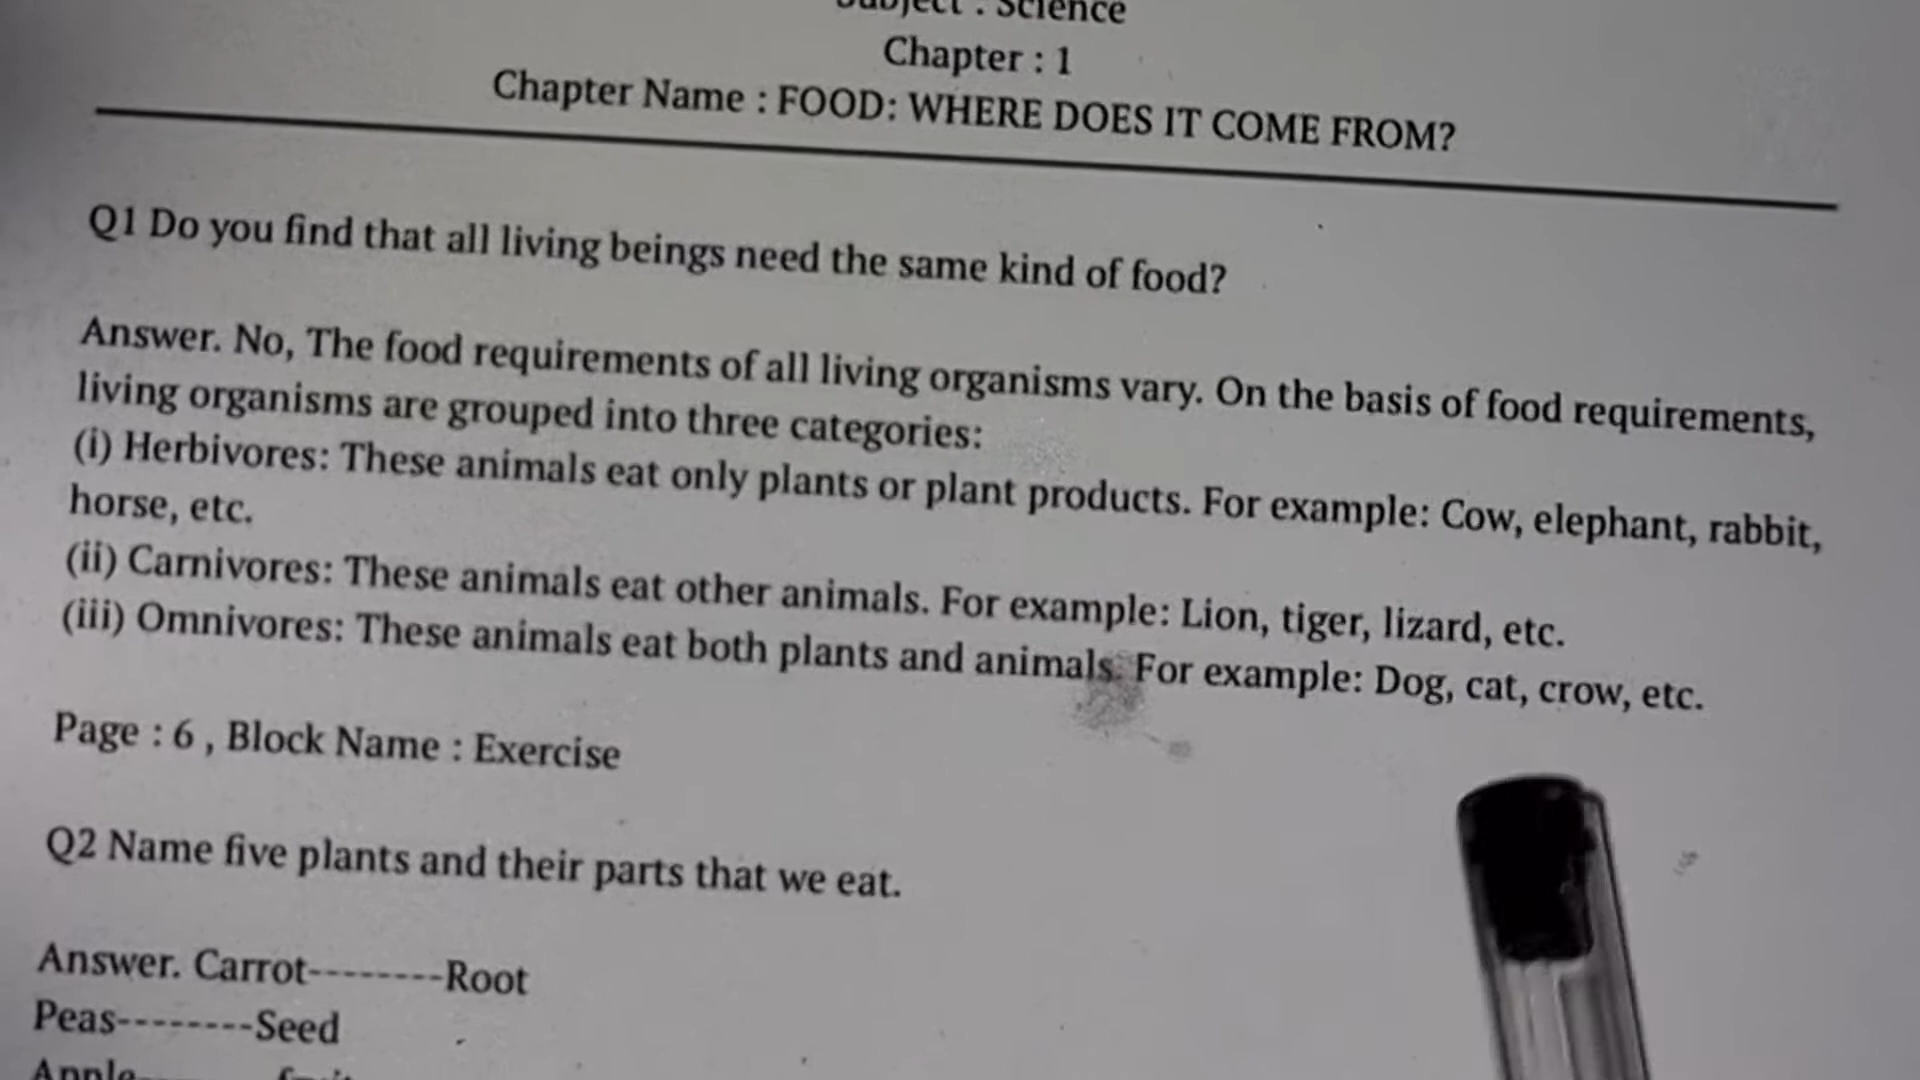 Subject : Science
Chapter : 1
Chapter Name : FOOD: WHERE DOES IT COME FROM?
Q1 Do you find that all living beings need the same kind of food?
Answer. No, The food requirements of all living organisms vary. On the basis of food requirements,
living organisms are grouped into three categories:
(i) Herbivores: These animals eat only plants or plant products. For example: Cow, elephant, rabbit,
horse, etc.
(ii) Carnivores: These animals eat other animals. For example: Lion, tiger, lizard, etc.
(iii) Omnivores: These animals eat both plants and animals. For example: Dog, cat, crow, etc.
Page : 6 , Block Name : Exercise
Q2 Name five plants and their parts that we eat.
Answer. Carrot--------Root
Peas--------Seed
Apple--------fruit